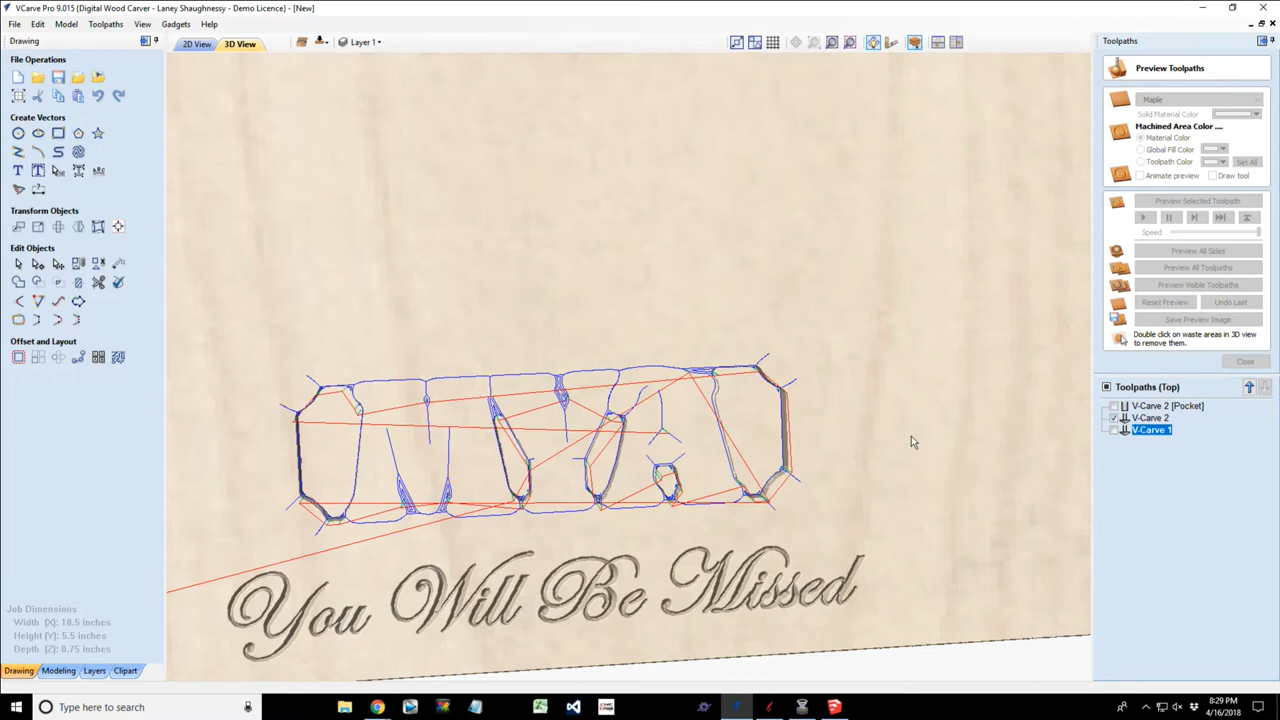 VCarve Pro 9.015 (Digital Wood Carver - Demo Licence) - Laney Shaughnessy - [New]
File Edit Model Toolpaths View Gadgets Help
Drawing
2D View 3D View
Layer 1
Toolpaths
File Operations
Create Vectors
Transform Objects
Edit Objects
Offset and Layout
Job Dimensions
Width (X): 18.5 inches
Height (Y): 5.5 inches
Depth (Z): 0.75 inches
Drawing Modeling Layers Clipart
You Will Be Missed
Preview Toolpaths
Maple
Solid Material Color
Machined Area Color ....
Material Color
Global Fill Color
Toolpath Color
Set All
Animate preview
Draw tool
Preview Selected Toolpath
Speed
Preview All Sides
Preview All Toolpaths
Preview Visible Toolpaths
Reset Preview
Undo Last
Save Preview Image
Double click on waste areas in 3D view
to remove them.
Close
Toolpaths (Top)
V-Carve 2 [Pocket]
V-Carve 2
V-Carve 1
Type here to search
8:29 PM
4/16/2018